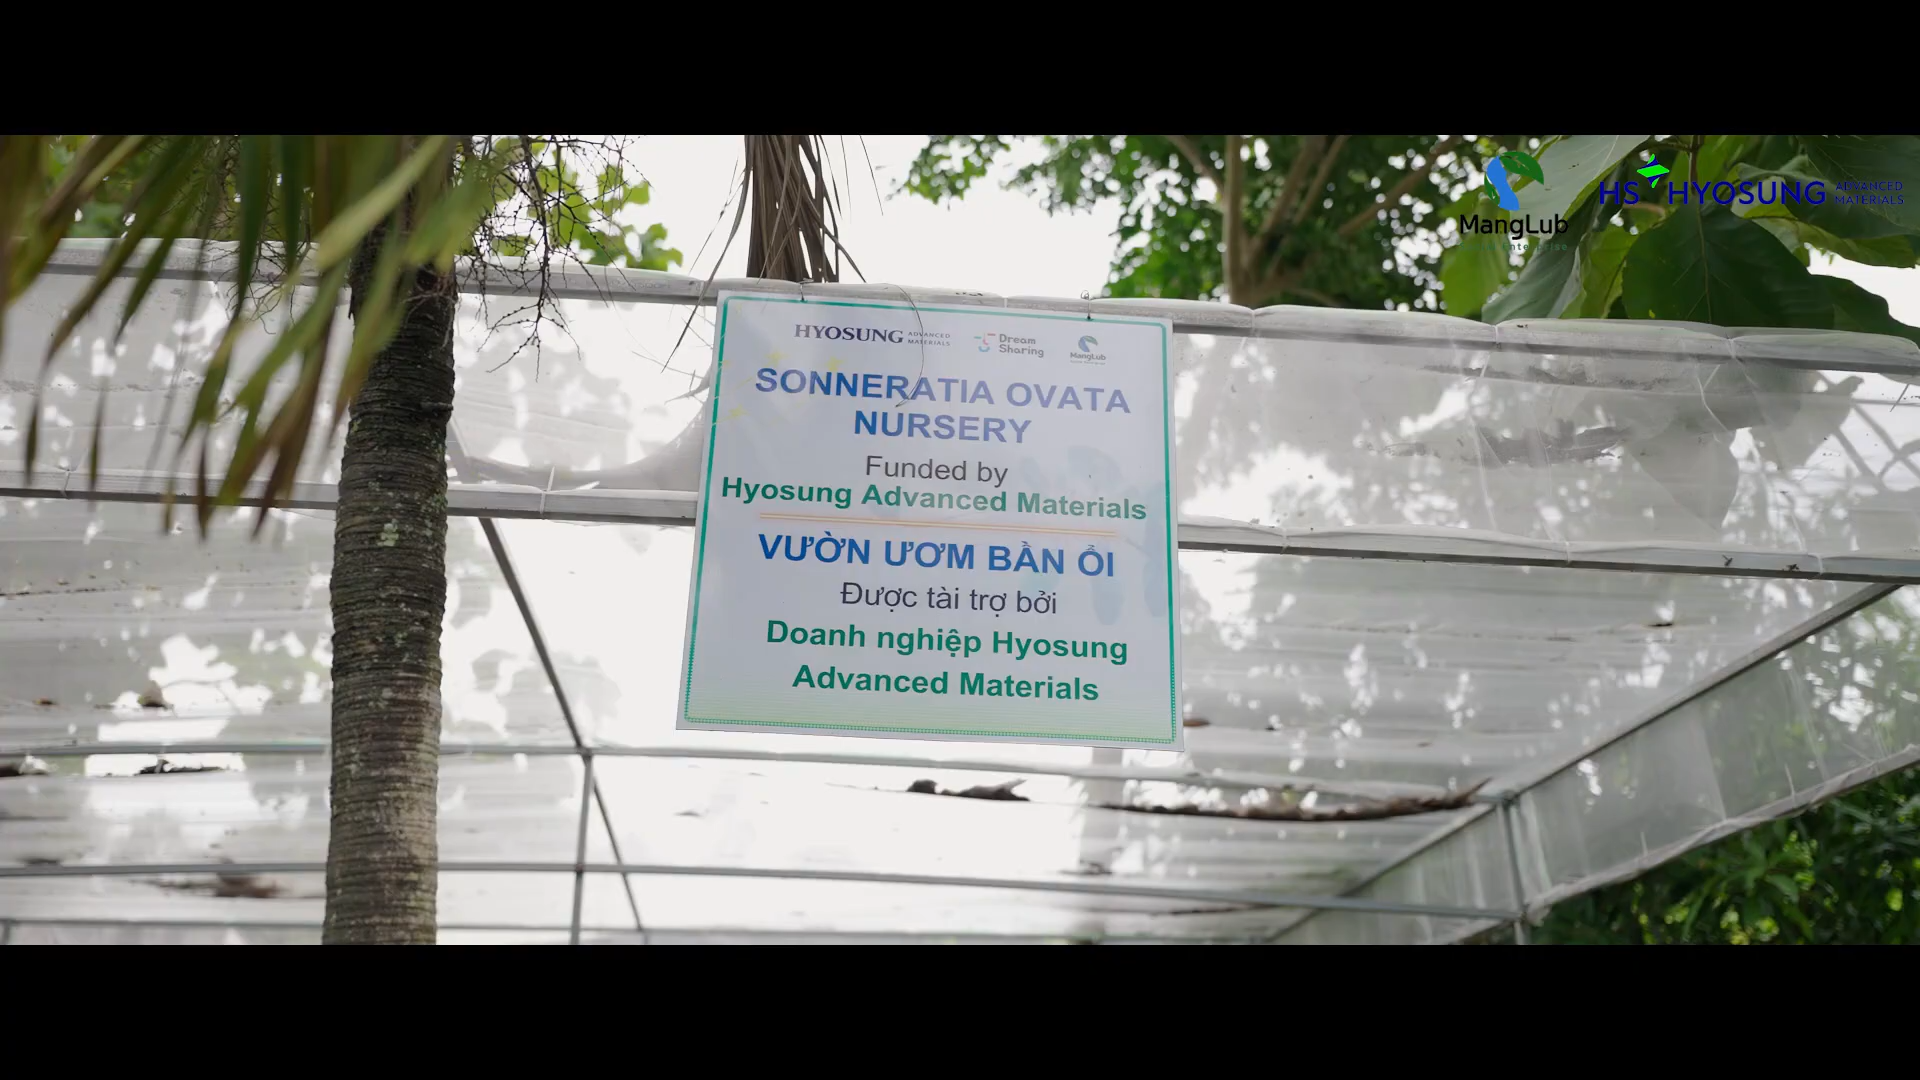 MangLub
HS HYOSUNG ADVANCED MATERIALS
HYOSUNG ADVANCED MATERIALS
Dream Sharing
MangLub
SONNERATIA OVATA
NURSERY
Funded by
Hyosung Advanced Materials
VƯỜN ƯƠM BẦN ỔI
Được tài trợ bởi
Doanh nghiệp Hyosung
Advanced Materials